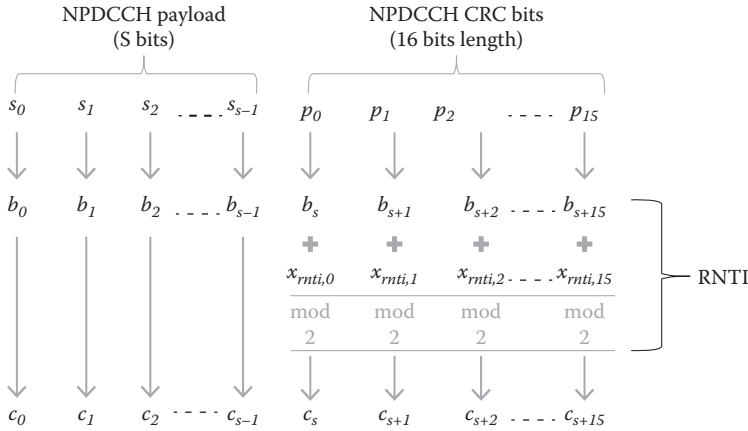 NPDCCH payload
(S bits)
NPDCCH CRC bits
(16 bits length)
s0 s1 s2 ---- ss–1 p0 p1 p2 ---- p15
b0 b1 b2 ---- bs–1 bs bs+1 bs+2 ---- bs+15
+ + + +
xrnti,0 xrnti,1 xrnti,2 ---- xrnti,15
RNTI
mod mod mod mod
2 2 2 2
c0 c1 c2 ---- cs–1 cs cs+1 cs+2 ---- cs+15